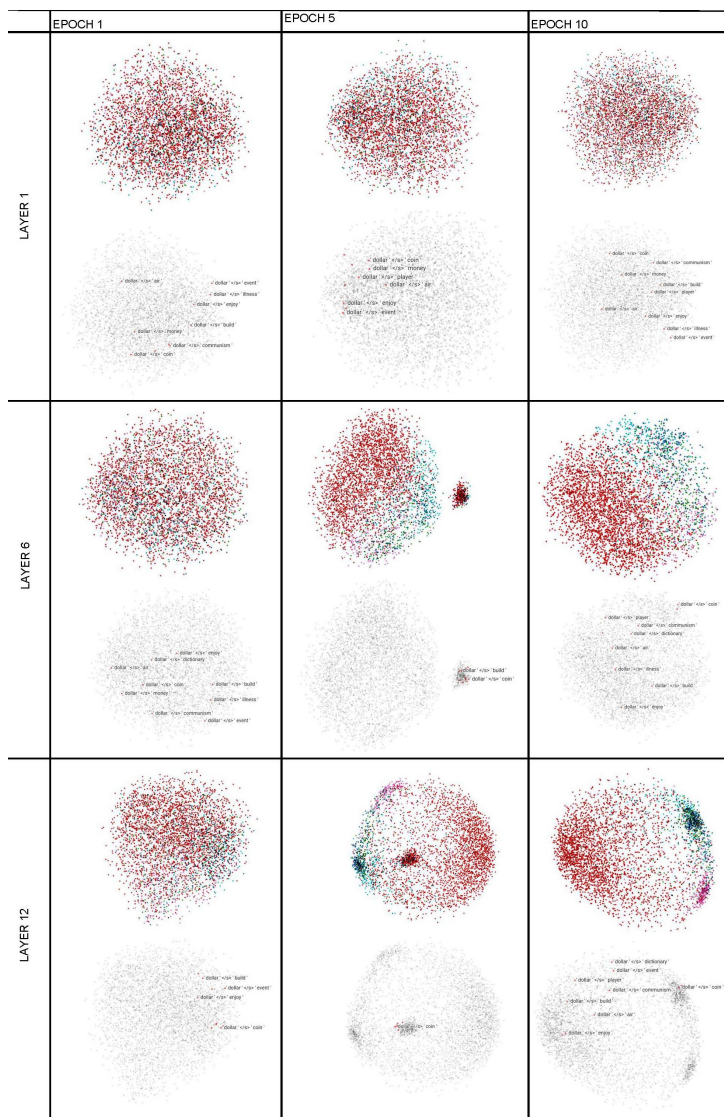 EPOCH 1
EPOCH 5
EPOCH 10
LAYER 1
dollar `</s>` air
dollar `</s>` event
dollar `</s>` illness
dollar `</s>` enjoy
dollar `</s>` build
dollar `</s>` money
dollar `</s>` communism
dollar `</s>` coin
dollar `</s>` coin
dollar `</s>` money
dollar `</s>` player
dollar `</s>` air
dollar `</s>` enjoy
dollar `</s>` event
dollar `</s>` coin
dollar `</s>` communism
dollar `</s>` money
dollar `</s>` build
dollar `</s>` player
dollar `</s>` air
dollar `</s>` enjoy
dollar `</s>` illness
dollar `</s>` event
LAYER 6
dollar `</s>` enjoy
dollar `</s>` dictionary
dollar `</s>` air
dollar `</s>` coin
dollar `</s>` build
dollar `</s>` money
dollar `</s>` illness
dollar `</s>` communism
dollar `</s>` event
dollar `</s>` build
dollar `</s>` coin
dollar `</s>` coin
dollar `</s>` player
dollar `</s>` communism
dollar `</s>` dictionary
dollar `</s>` air
dollar `</s>` illness
dollar `</s>` build
dollar `</s>` enjoy
LAYER 12
dollar `</s>` build
dollar `</s>` event
dollar `</s>` enjoy
dollar `</s>` coin
dollar `</s>` coin
dollar `</s>` dictionary
dollar `</s>` event
dollar `</s>` player
dollar `</s>` communism
dollar `</s>` coin
dollar `</s>` build
dollar `</s>` air
dollar `</s>` enjoy